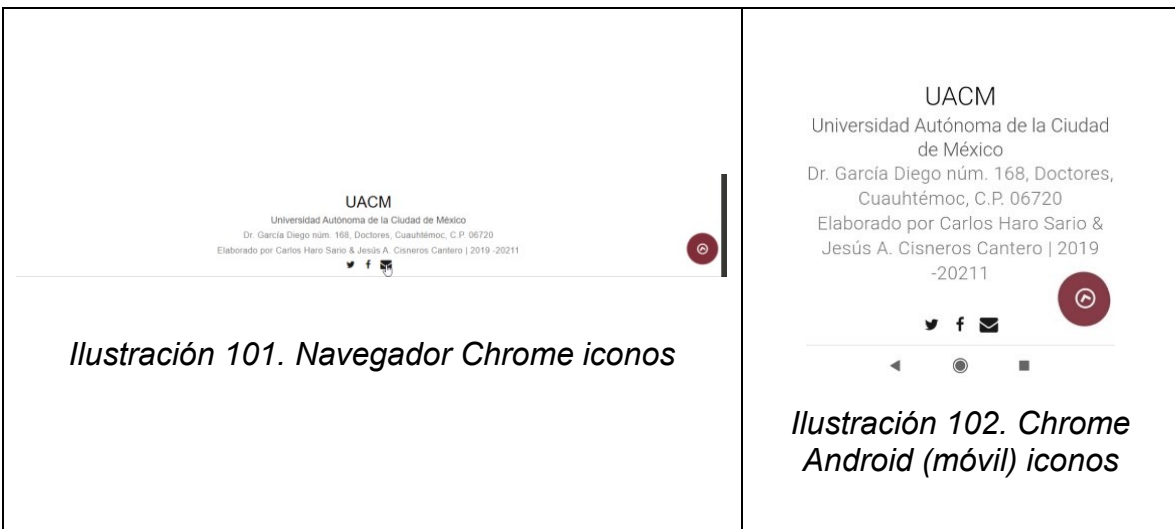 UACM
Universidad Autónoma de la Ciudad de México
Dr. García Diego núm. 168, Doctores, Cuauhtémoc, C.P. 06720
Elaborado por Carlos Haro Sario & Jesús A. Cisneros Cantero | 2019 -20211
Ilustración 101. Navegador Chrome iconos
UACM
Universidad Autónoma de la Ciudad
de México
Dr. García Diego núm. 168, Doctores,
Cuauhtémoc, C.P. 06720
Elaborado por Carlos Haro Sario &
Jesús A. Cisneros Cantero | 2019
-20211
Ilustración 102. Chrome
Android (móvil) iconos